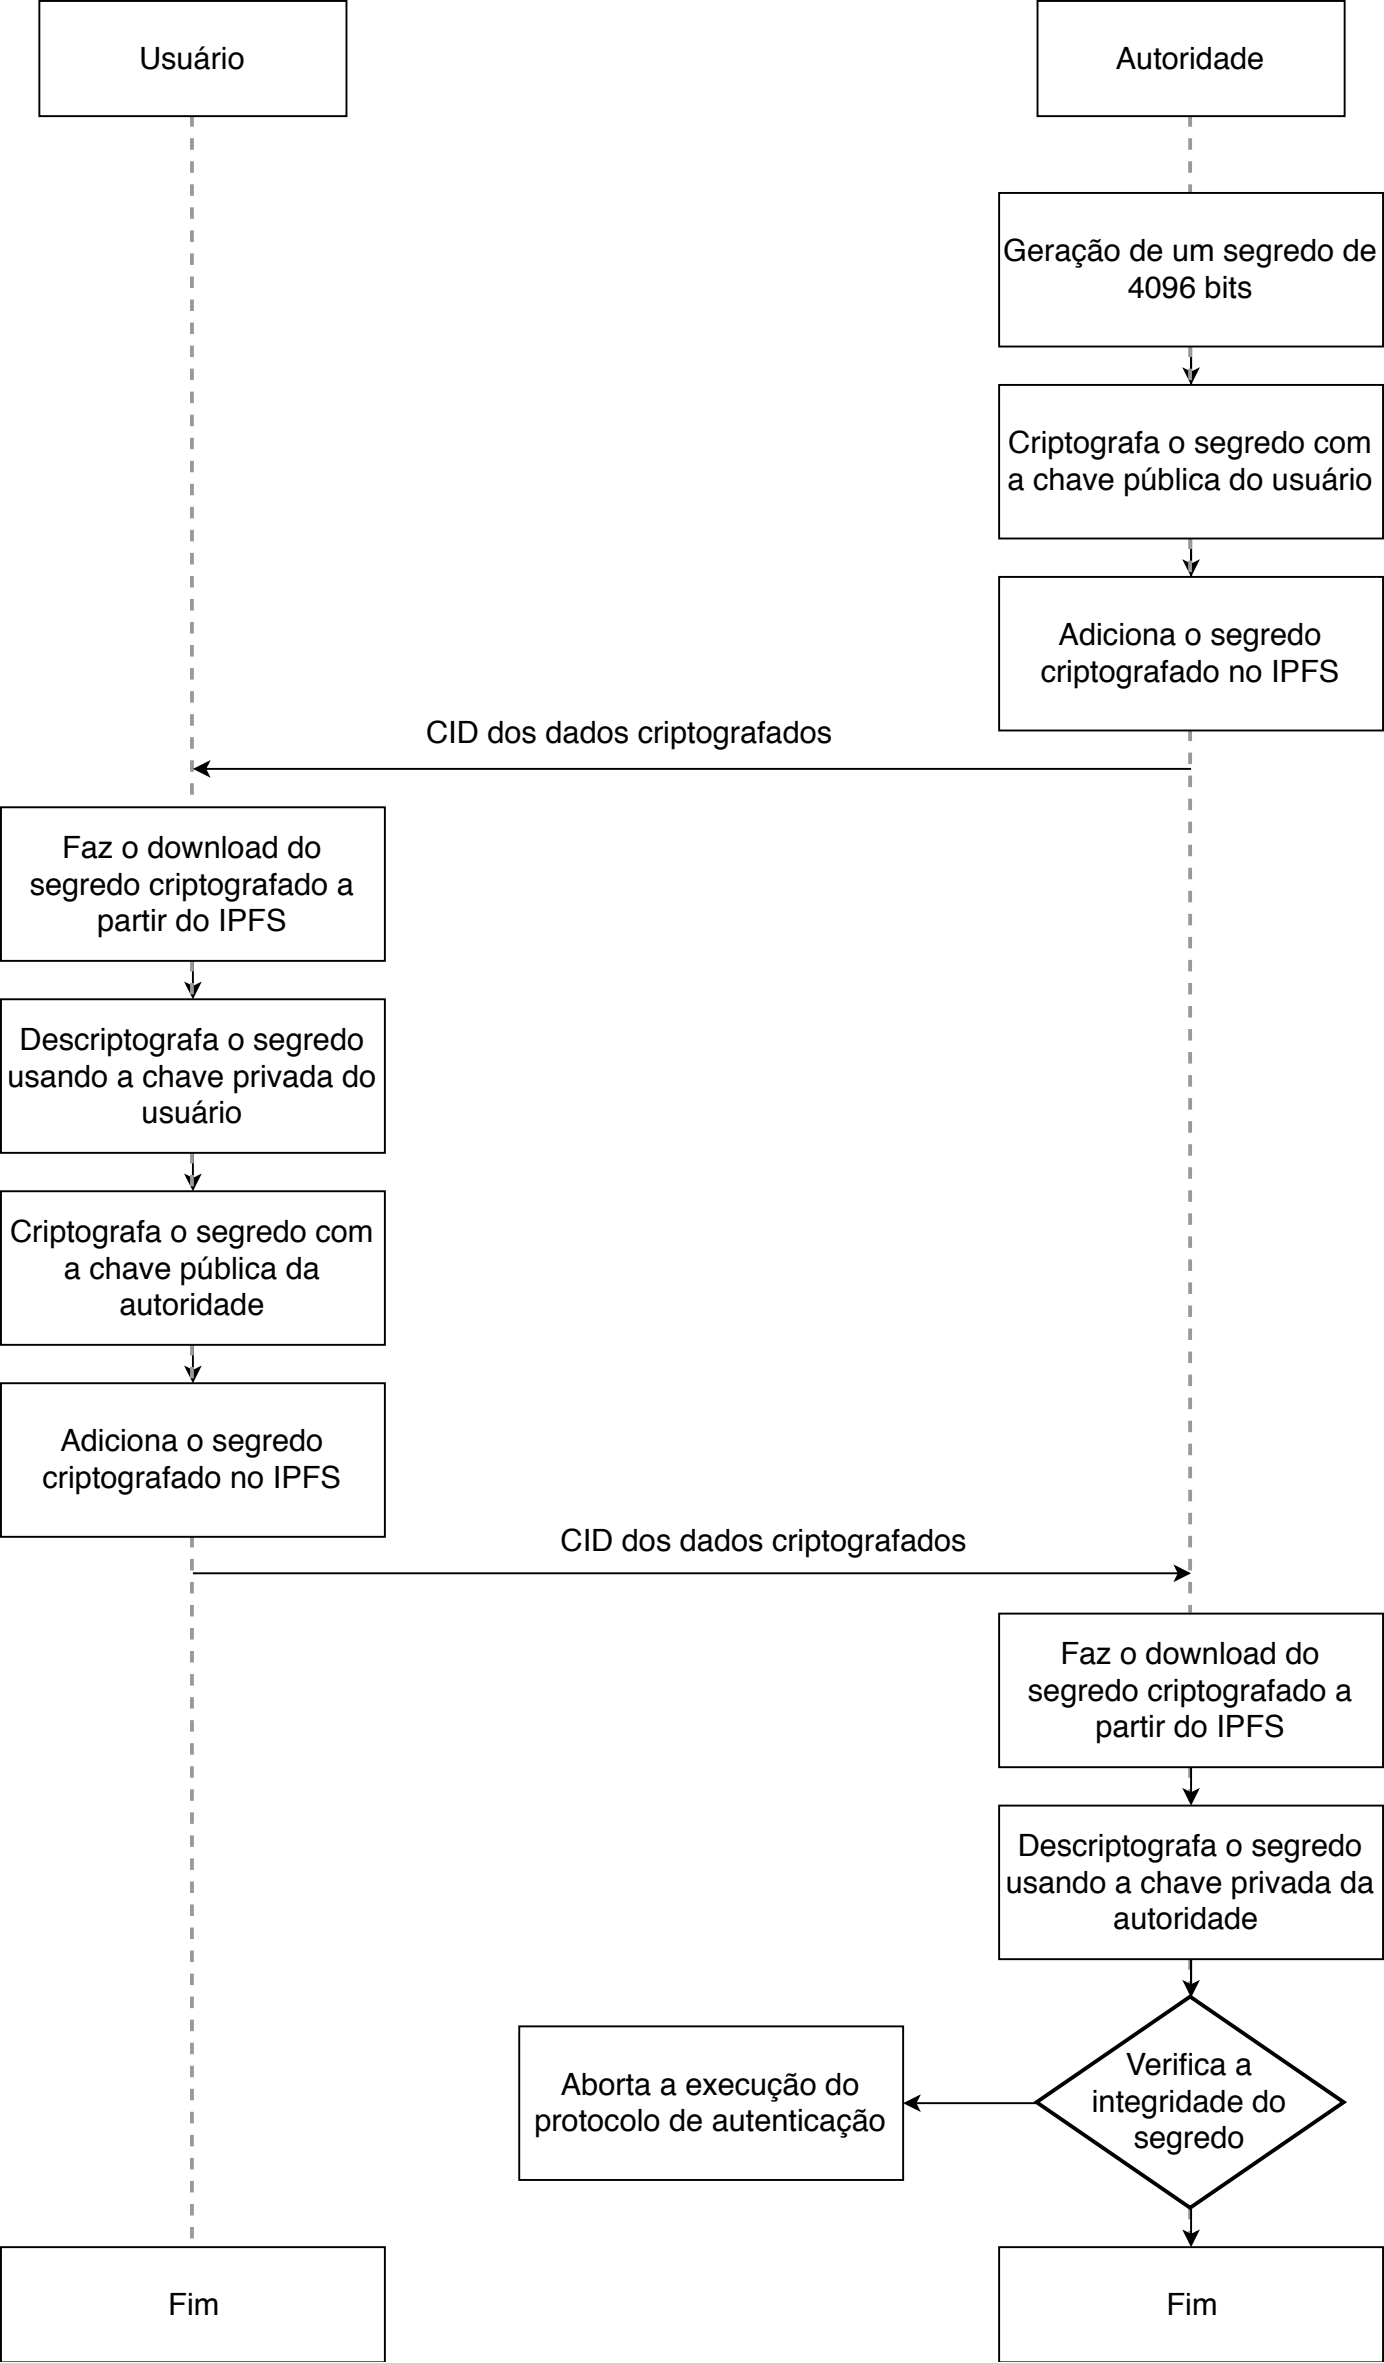 Usuário
Autoridade
Geração de um segredo de
4096 bits
Criptografa o segredo com
a chave pública do usuário
Adiciona o segredo
criptografado no IPFS
CID dos dados criptografados
Faz o download do
segredo criptografado a
partir do IPFS
Descriptografa o segredo
usando a chave privada do
usuário
Criptografa o segredo com
a chave pública da
autoridade
Adiciona o segredo
criptografado no IPFS
CID dos dados criptografados
Faz o download do
segredo criptografado a
partir do IPFS
Descriptografa o segredo
usando a chave privada da
autoridade
Verifica a
integridade do
segredo
Aborta a execução do
protocolo de autenticação
Fim
Fim